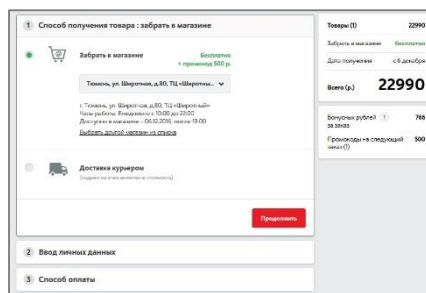 1 Способ получения товара : забрать в магазине
Забрать в магазине
Бесплатно
+ промокод 500 р.
Тюмень, ул. Широтная, д.80, ТЦ «Широтны...
г. Тюмень, ул. Широтная, д.80, ТЦ «Широтный»
Часы работы: Ежедневно с 10:00 до 22:00
Доступно в магазине – 06.12.2016, после 19:00
Выбрать другой магазин из списка
Доставка курьером
Продолжить
2 Ввод личных данных
3 Способ оплаты
Товары (1) 22990
Забрать в магазине бесплатно
Дата получения с 6 декабря
Всего (р.) 22990
Бонусных рублей ? 766
за заказ
Промокоды на следующий 500
заказ (1)